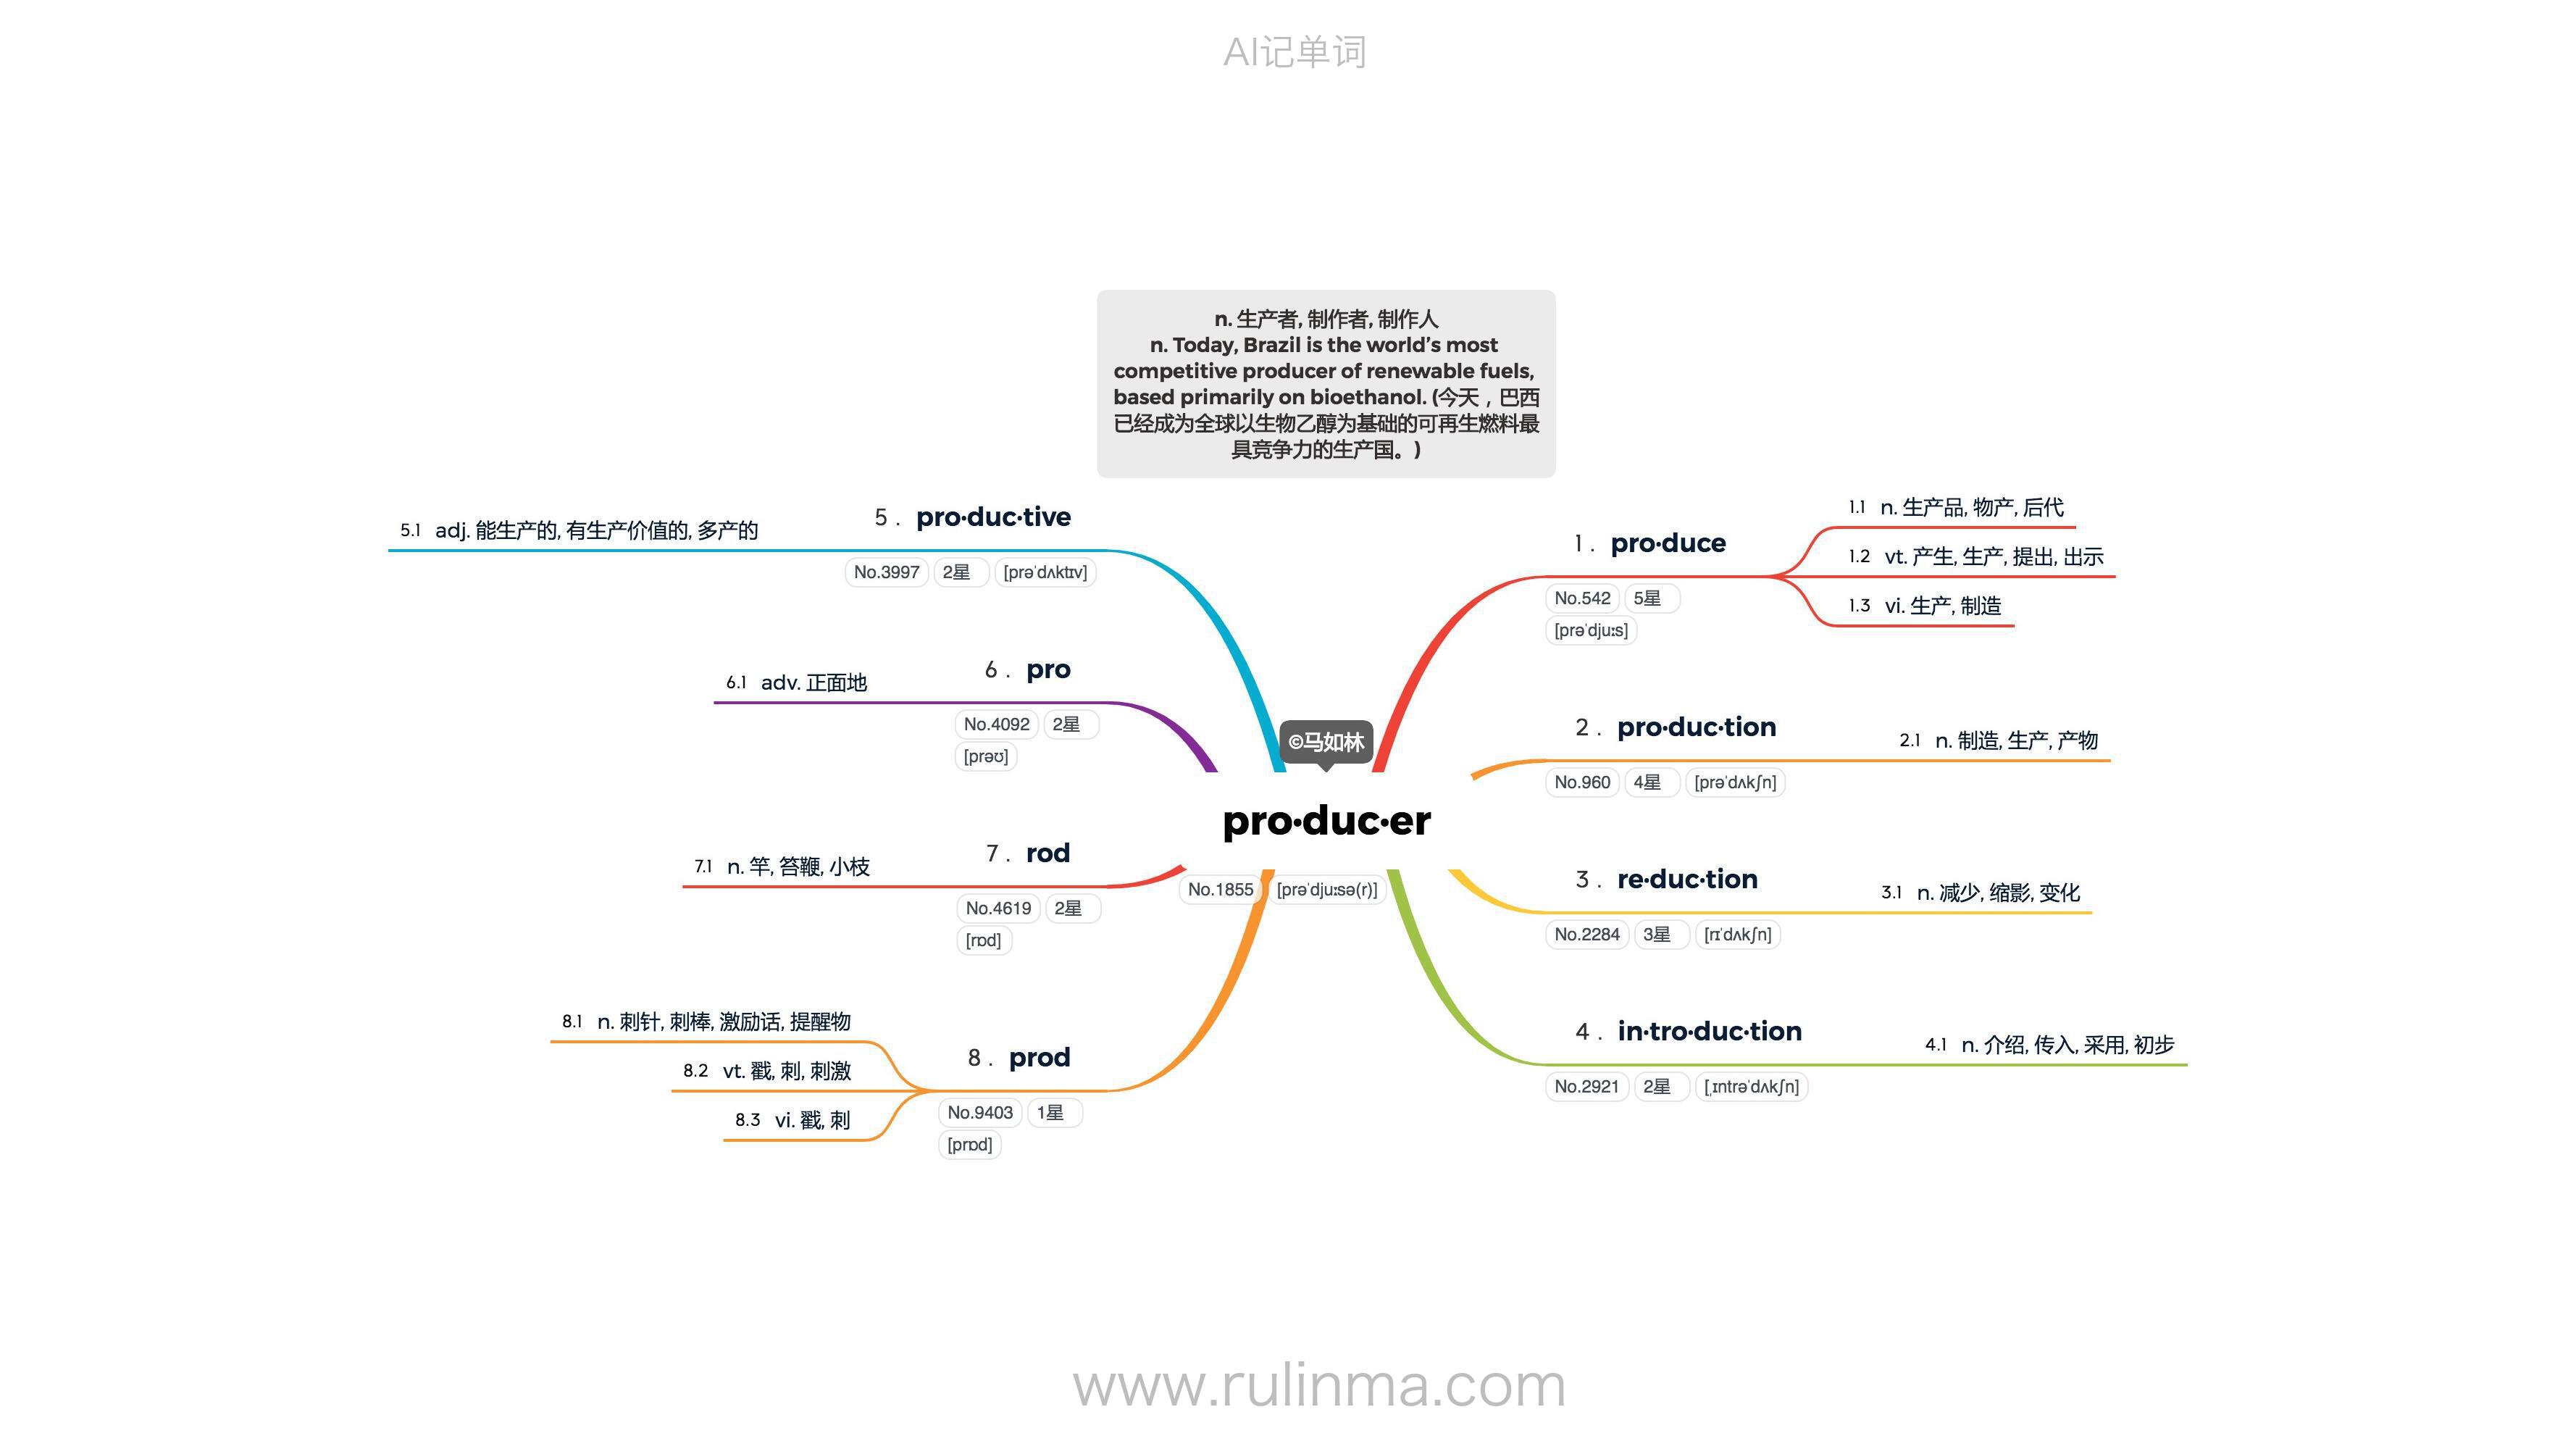 AI记单词
n. 生产者, 制作者, 制作人
n. Today, Brazil is the world’s most
competitive producer of renewable fuels,
based primarily on bioethanol. (今天，巴西
已经成为全球以生物乙醇为基础的可再生燃料最
具竞争力的生产国。)
©马如林
pro·duc·er
No.1855 [prəˈdjuːsə(r)]
1. pro·duce
No.542 5星
[prəˈdjuːs]
1.1 n. 生产品, 物产, 后代
1.2 vt. 产生, 生产, 提出, 出示
1.3 vi. 生产, 制造
2. pro·duc·tion
No.960 4星 [prəˈdʌkʃn]
2.1 n. 制造, 生产, 产物
3. re·duc·tion
No.2284 3星 [rɪˈdʌkʃn]
3.1 n. 减少, 缩影, 变化
4. in·tro·duc·tion
No.2921 2星 [ˌɪntrəˈdʌkʃn]
4.1 n. 介绍, 传入, 采用, 初步
5. pro·duc·tive
No.3997 2星 [prəˈdʌktɪv]
5.1 adj. 能生产的, 有生产价值的, 多产的
6. pro
No.4092 2星
[prəʊ]
6.1 adv. 正面地
7. rod
No.4619 2星
[rɒd]
7.1 n. 竿, 笞鞭, 小枝
8. prod
No.9403 1星
[prɒd]
8.1 n. 刺针, 刺棒, 激励话, 提醒物
8.2 vt. 戳, 刺, 刺激
8.3 vi. 戳, 刺
www.rulinma.com